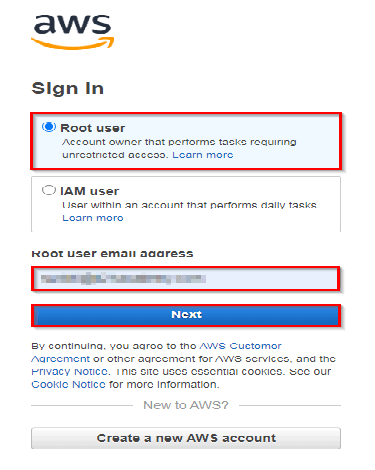 aws
Sign In
Root user
Account owner that performs tasks requiring
unrestricted access. Learn more
IAM user
User within an account that performs daily tasks
Learn more
Root user email address
Next
By continuing, you agree to the AWS Customer
Agreement or other agreement for AWS services, and the
Privacy Notice. This site uses essential cookies. See our
Cookie Notice for more information.
New to AWS?
Create a new AWS account